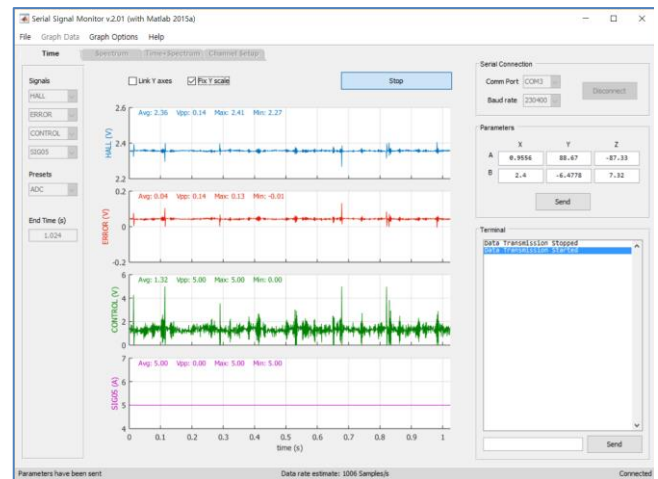 Serial Signal Monitor v.2.01 (with Matlab 2015a)
File Graph Data Graph Options Help
Time Spectrum Time+Spectrum Channel Setup
Signals
HALL
ERROR
CONTROL
SIG05
Presets
ADC
End Time (s)
1.024
Link Y axes Fix Y scale Stop
2.6
2.4
2.2
HALL (V)
Avg: 2.36 Vpp: 0.14 Max: 2.41 Min: 2.27
0.2
0
-0.2
ERROR (V)
Avg: 0.04 Vpp: 0.14 Max: 0.13 Min: -0.01
6
4
2
0
CONTROL (V)
Avg: 1.32 Vpp: 5.00 Max: 5.00 Min: 0.00
7
6
5
4
SIG05 (A)
Avg: 5.00 Vpp: 0.00 Max: 5.00 Min: 5.00
0 0.1 0.2 0.3 0.4 0.5 0.6 0.7 0.8 0.9 1
time (s)
Serial Connection
Comm Port COM3
Baud rate 230400
Disconnect
Parameters
X Y Z
A 0.9556 88.67 -87.33
B 2.4 -6.4778 7.32
Send
Terminal
Data Transmission Stopped
Data Transmission Started
Send
Parameters have been sent Data rate estimate: 1006 Samples/s Connected